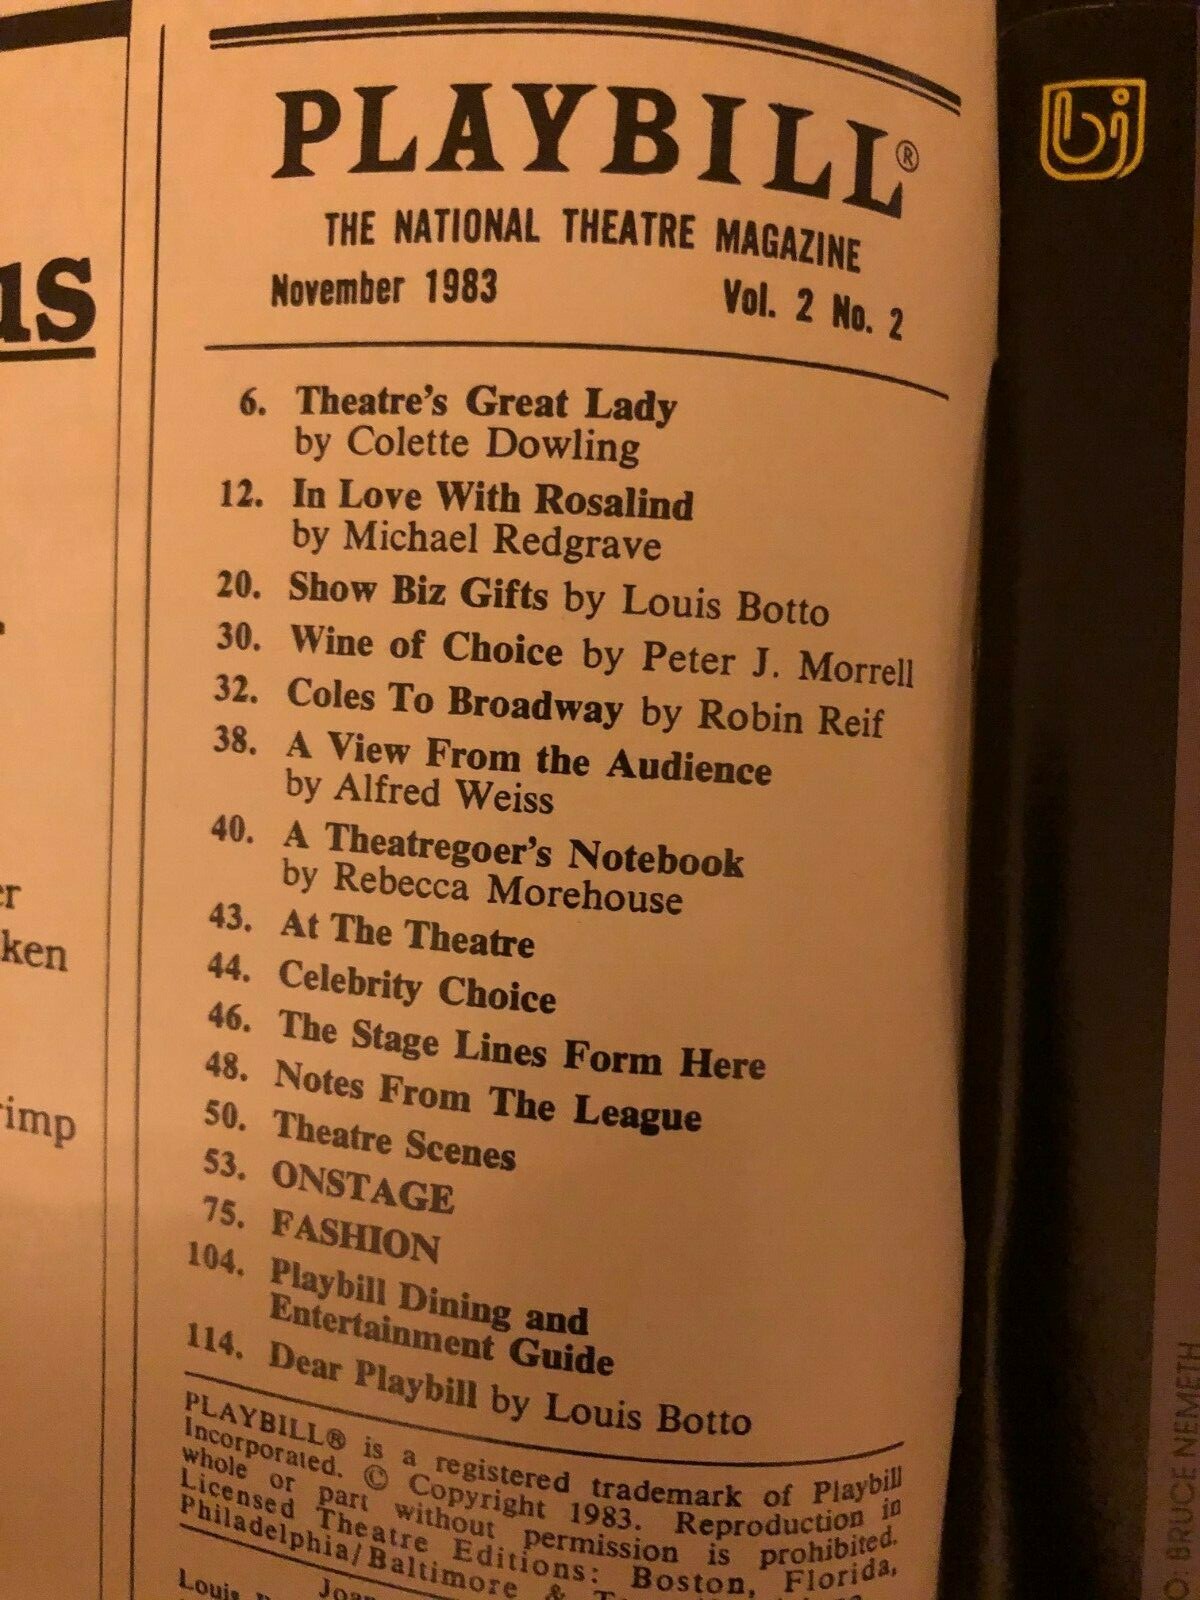 us
er
ken
rimp
PLAYBILL®
THE NATIONAL THEATRE MAGAZINE
November 1983 Vol. 2 No. 2
6. Theatre's Great Lady
by Colette Dowling
12. In Love With Rosalind
by Michael Redgrave
20. Show Biz Gifts by Louis Botto
30. Wine of Choice by Peter J. Morrell
32. Coles To Broadway by Robin Reif
38. A View From the Audience
by Alfred Weiss
40. A Theatregoer's Notebook
by Rebecca Morehouse
43. At The Theatre
44. Celebrity Choice
46. The Stage Lines Form Here
48. Notes From The League
50. Theatre Scenes
53. ONSTAGE
75. FASHION
104. Playbill Dining and
Entertainment Guide
114. Dear Playbill by Louis Botto
PLAYBILL® is a registered trademark of Playbill
Incorporated. © Copyright 1983. Reproduction in
whole or part without permission is prohibited.
Licensed Theatre Editions: Boston, Florida,
Philadelphia/Baltimore &
Louis
bj
O: BRUCE NEMETH